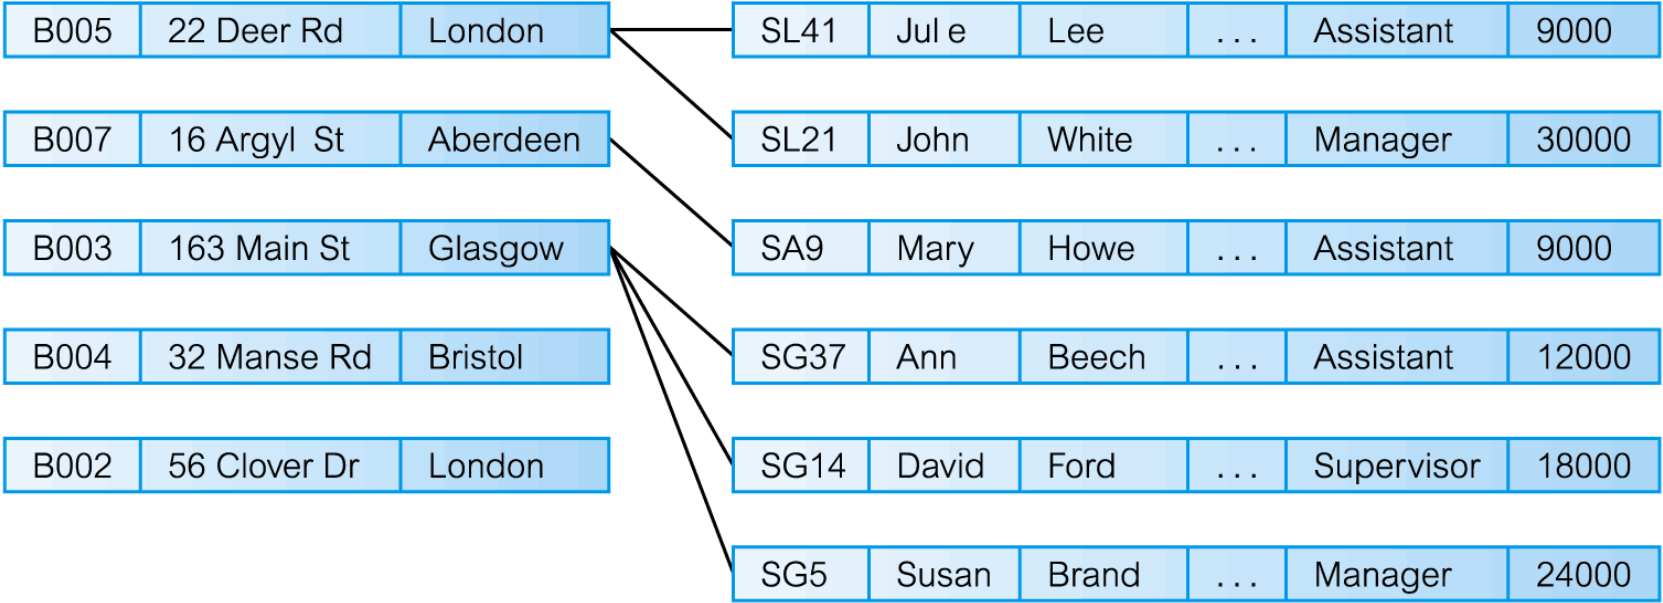 B005 22 Deer Rd London SL41 Jul e Lee ... Assistant 9000
B007 16 Argyl St Aberdeen SL21 John White ... Manager 30000
B003 163 Main St Glasgow SA9 Mary Howe ... Assistant 9000
B004 32 Manse Rd Bristol SG37 Ann Beech ... Assistant 12000
B002 56 Clover Dr London SG14 David Ford ... Supervisor 18000
SG5 Susan Brand ... Manager 24000